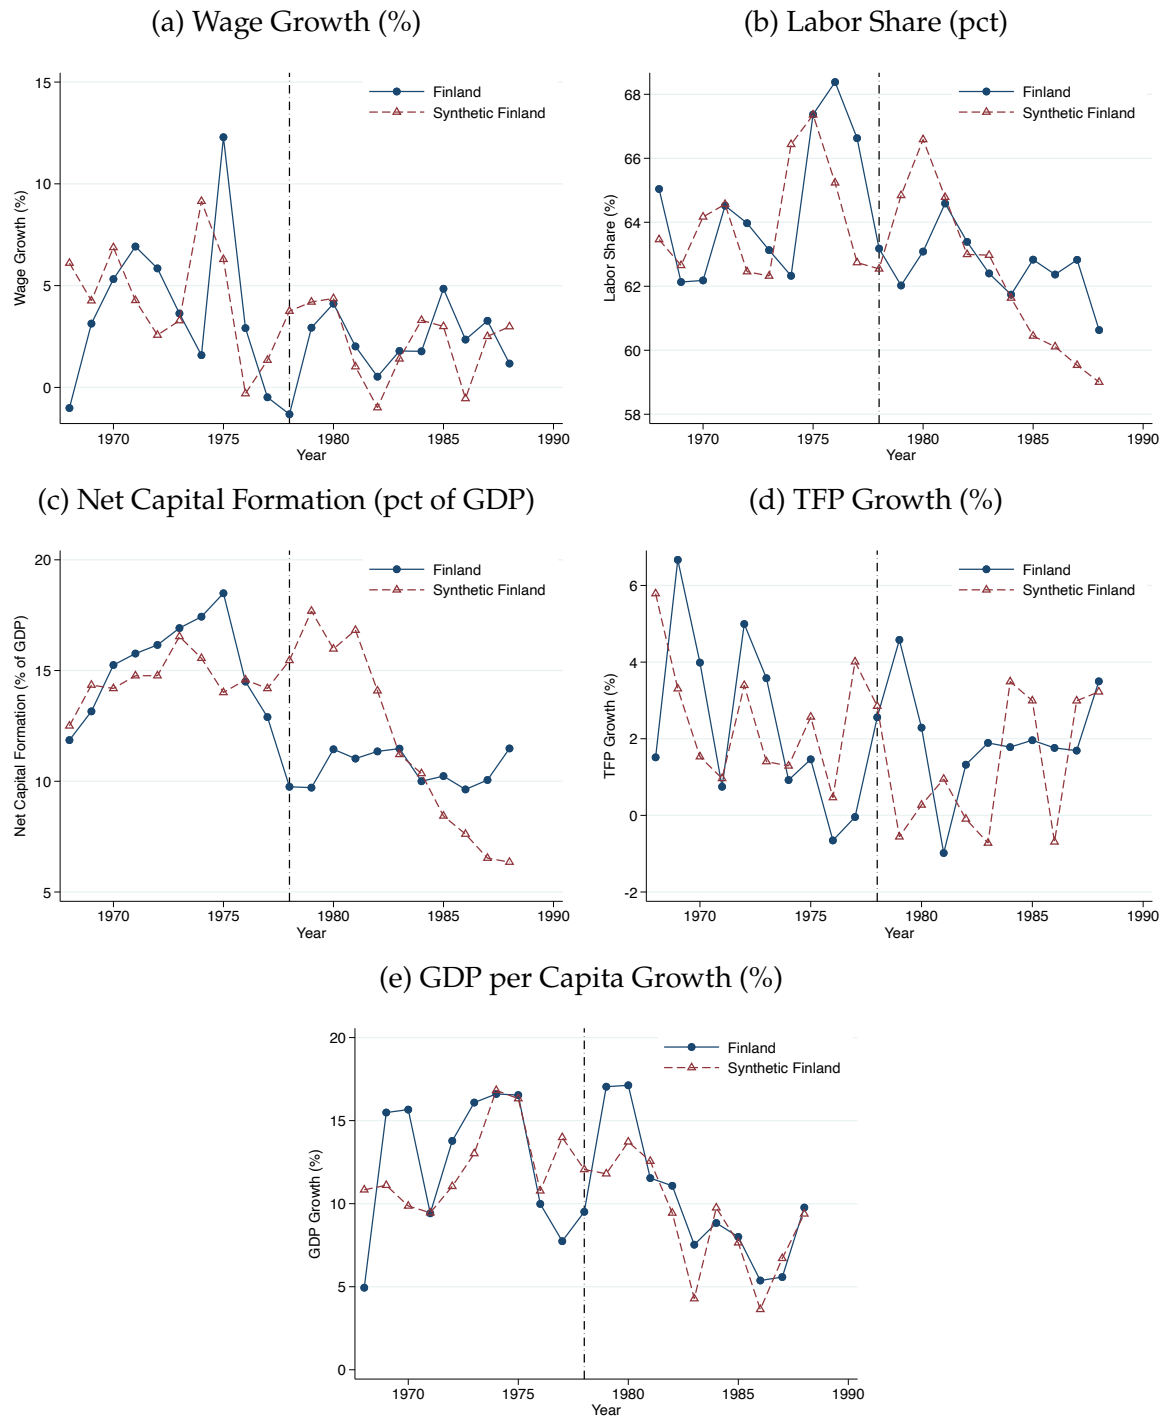 (a) Wage Growth (%)
Finland
Synthetic Finland
Wage Growth (%)
15
10
5
0
1970 1975 1980 1985 1990
Year
(b) Labor Share (pct)
Finland
Synthetic Finland
Labor Share (%)
68
66
64
62
60
58
1970 1975 1980 1985 1990
Year
(c) Net Capital Formation (pct of GDP)
Finland
Synthetic Finland
Net Capital Formation (% of GDP)
20
15
10
5
1970 1975 1980 1985 1990
Year
(d) TFP Growth (%)
Finland
Synthetic Finland
TFP Growth (%)
6
4
2
0
-2
1970 1975 1980 1985 1990
Year
(e) GDP per Capita Growth (%)
Finland
Synthetic Finland
GDP Growth (%)
20
15
10
5
0
1970 1975 1980 1985 1990
Year